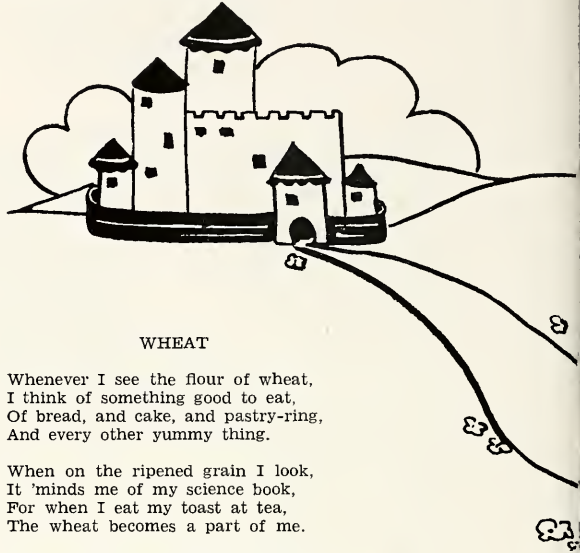 WHEAT
Whenever I see the flour of wheat,
I think of something good to eat,
Of bread, and cake, and pastry-ring,
And every other yummy thing.
When on the ripened grain I look,
It 'minds me of my science book,
For when I eat my toast at tea,
The wheat becomes a part of me.